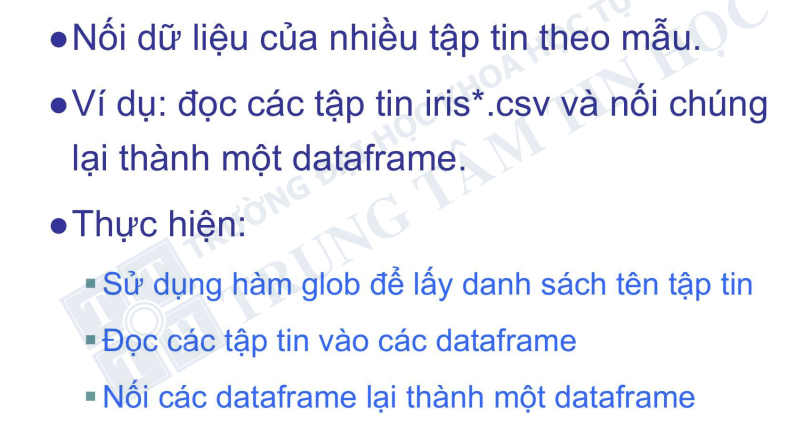 ●Nối dữ liệu của nhiều tập tin theo mẫu.
●Ví dụ: đọc các tập tin iris*.csv và nối chúng
lại thành một dataframe.
●Thực hiện:
▪Sử dụng hàm glob để lấy danh sách tên tập tin
▪Đọc các tập tin vào các dataframe
▪Nối các dataframe lại thành một dataframe
TRƯỜNG ĐẠI HỌC KHOA HỌC TỰ
TRUNG TÂM TIN HỌC